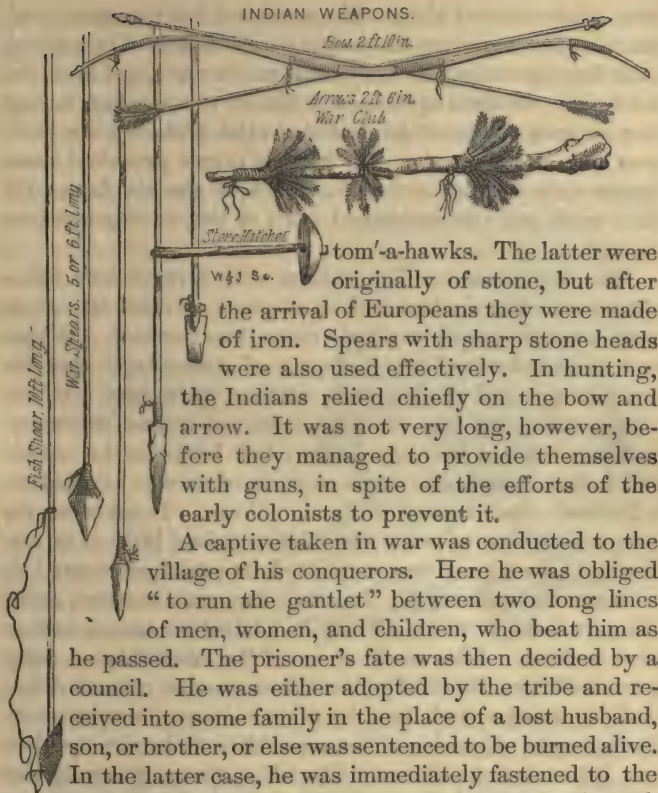 INDIAN WEAPONS.
Bow 2 ft 10 in.
Arrows 2 ft 6 in.
War Club
Stone Hatchet
W & J Sc.
Fish Spear, 10 ft Long
War Spears. 5 or 6 ft long
tom'-a-hawks. The latter were
originally of stone, but after
the arrival of Europeans they were made
of iron. Spears with sharp stone heads
were also used effectively. In hunting,
the Indians relied chiefly on the bow and
arrow. It was not very long, however, be-
fore they managed to provide themselves
with guns, in spite of the efforts of the
early colonists to prevent it.
A captive taken in war was conducted to the
village of his conquerors. Here he was obliged
“ to run the gantlet ” between two long lines
of men, women, and children, who beat him as
he passed. The prisoner's fate was then decided by a
council. He was either adopted by the tribe and re-
ceived into some family in the place of a lost husband,
son, or brother, or else was sentenced to be burned alive.
In the latter case, he was immediately fastened to the